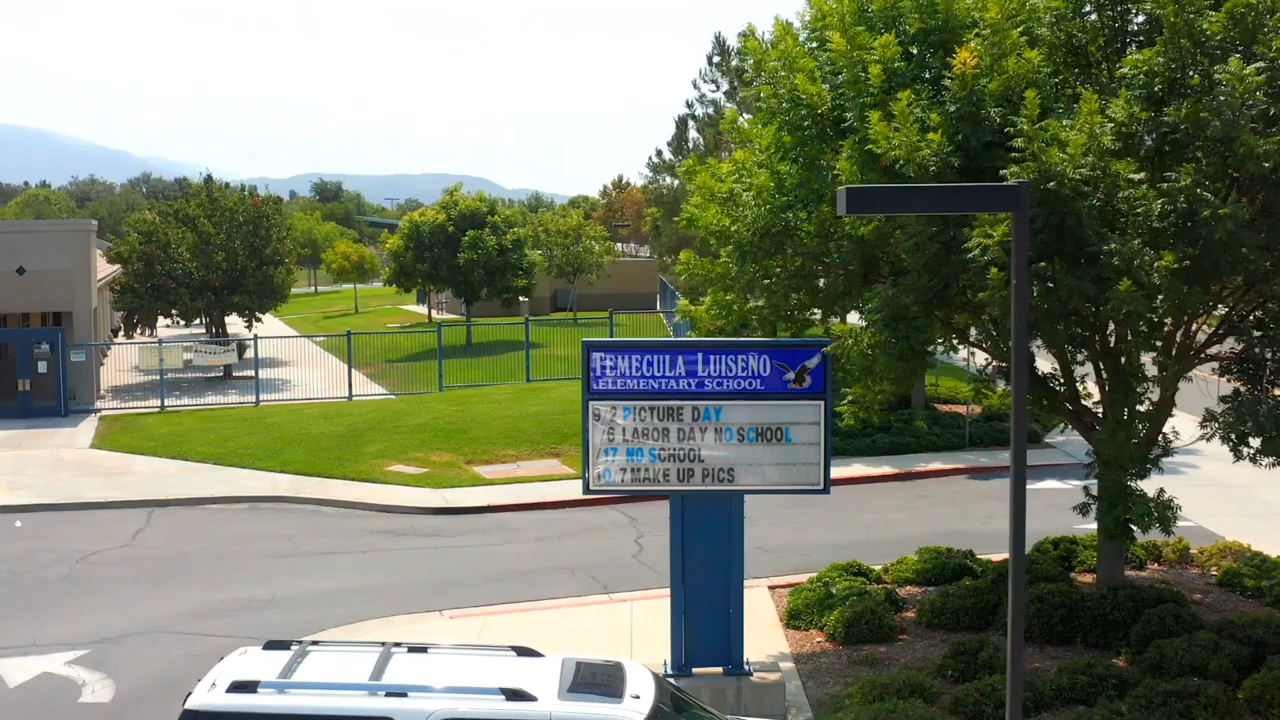 TEMECULA LUISEÑO
ELEMENTARY SCHOOL
9/2 PICTURE DAY
/6 LABOR DAY NO SCHOOL
/17 NO SCHOOL
10/7 MAKE UP PICS